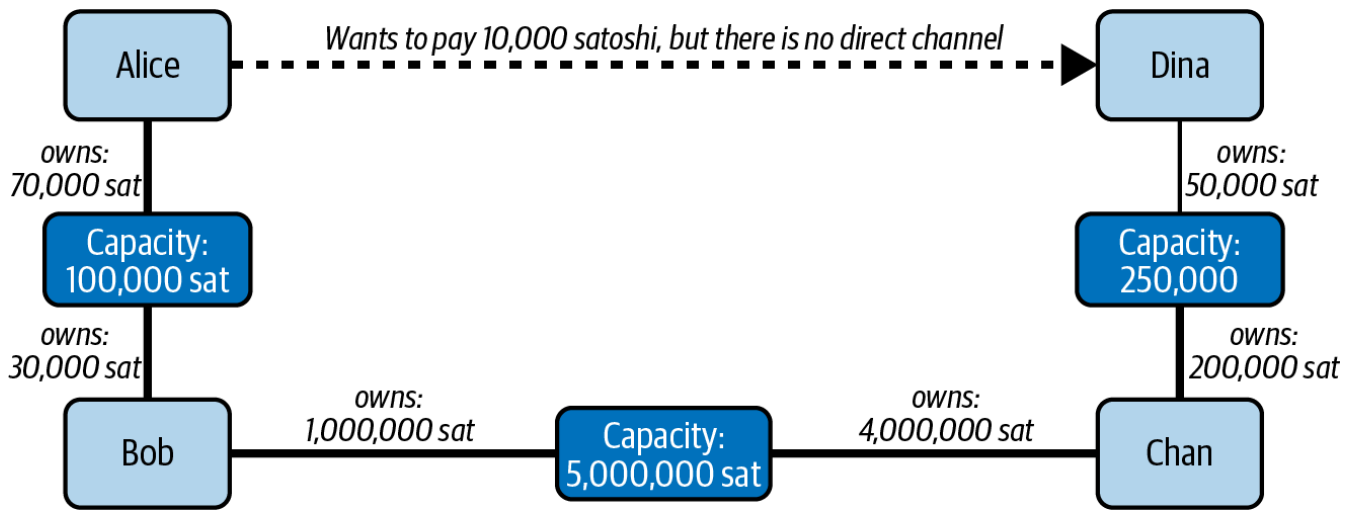 Wants to pay 10,000 satoshi, but there is no direct channel
Alice
Dina
owns:
70,000 sat
owns:
50,000 sat
Capacity:
100,000 sat
Capacity:
250,000
owns:
30,000 sat
owns:
200,000 sat
owns:
1,000,000 sat
owns:
4,000,000 sat
Bob
Capacity:
5,000,000 sat
Chan